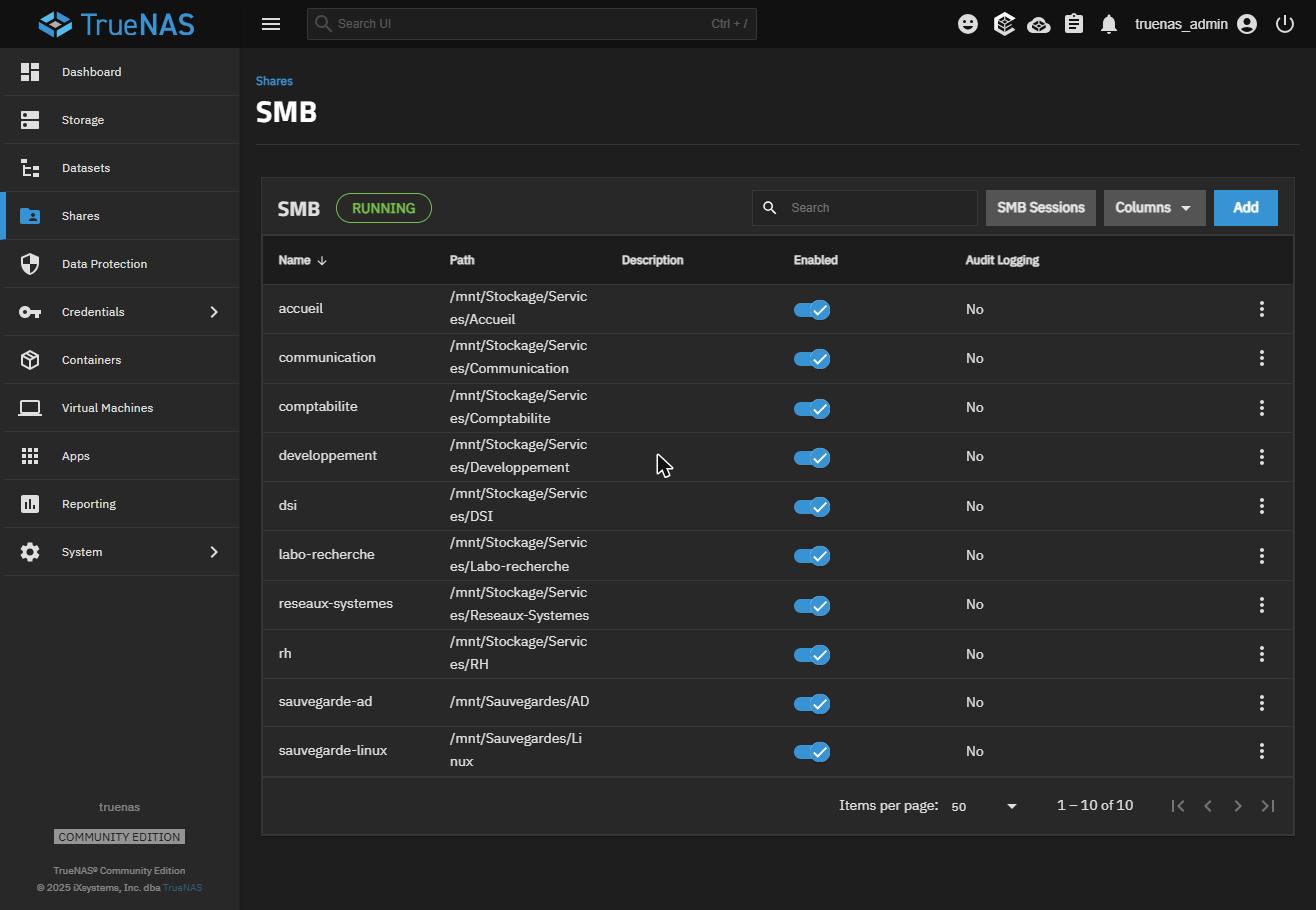 TrueNAS
Search UI
Ctrl + /
truenas_admin
Dashboard
Storage
Datasets
Shares
Data Protection
Credentials
Containers
Virtual Machines
Apps
Reporting
System
truenas
COMMUNITY EDITION
TrueNAS® Community Edition
© 2025 iXsystems, Inc. dba TrueNAS
Shares
SMB
SMB
RUNNING
Search
SMB Sessions
Columns
Add
Name
Path
Description
Enabled
Audit Logging
accueil
/mnt/Stockage/Servic
es/Accueil
No
communication
/mnt/Stockage/Servic
es/Communication
No
comptabilite
/mnt/Stockage/Servic
es/Comptabilite
No
developpement
/mnt/Stockage/Servic
es/Developpement
No
dsi
/mnt/Stockage/Servic
es/DSI
No
labo-recherche
/mnt/Stockage/Servic
es/Labo-recherche
No
reseaux-systemes
/mnt/Stockage/Servic
es/Reseaux-Systemes
No
rh
/mnt/Stockage/Servic
es/RH
No
sauvegarde-ad
/mnt/Sauvegardes/AD
No
sauvegarde-linux
/mnt/Sauvegardes/Li
nux
No
Items per page:
50
1 – 10 of 10